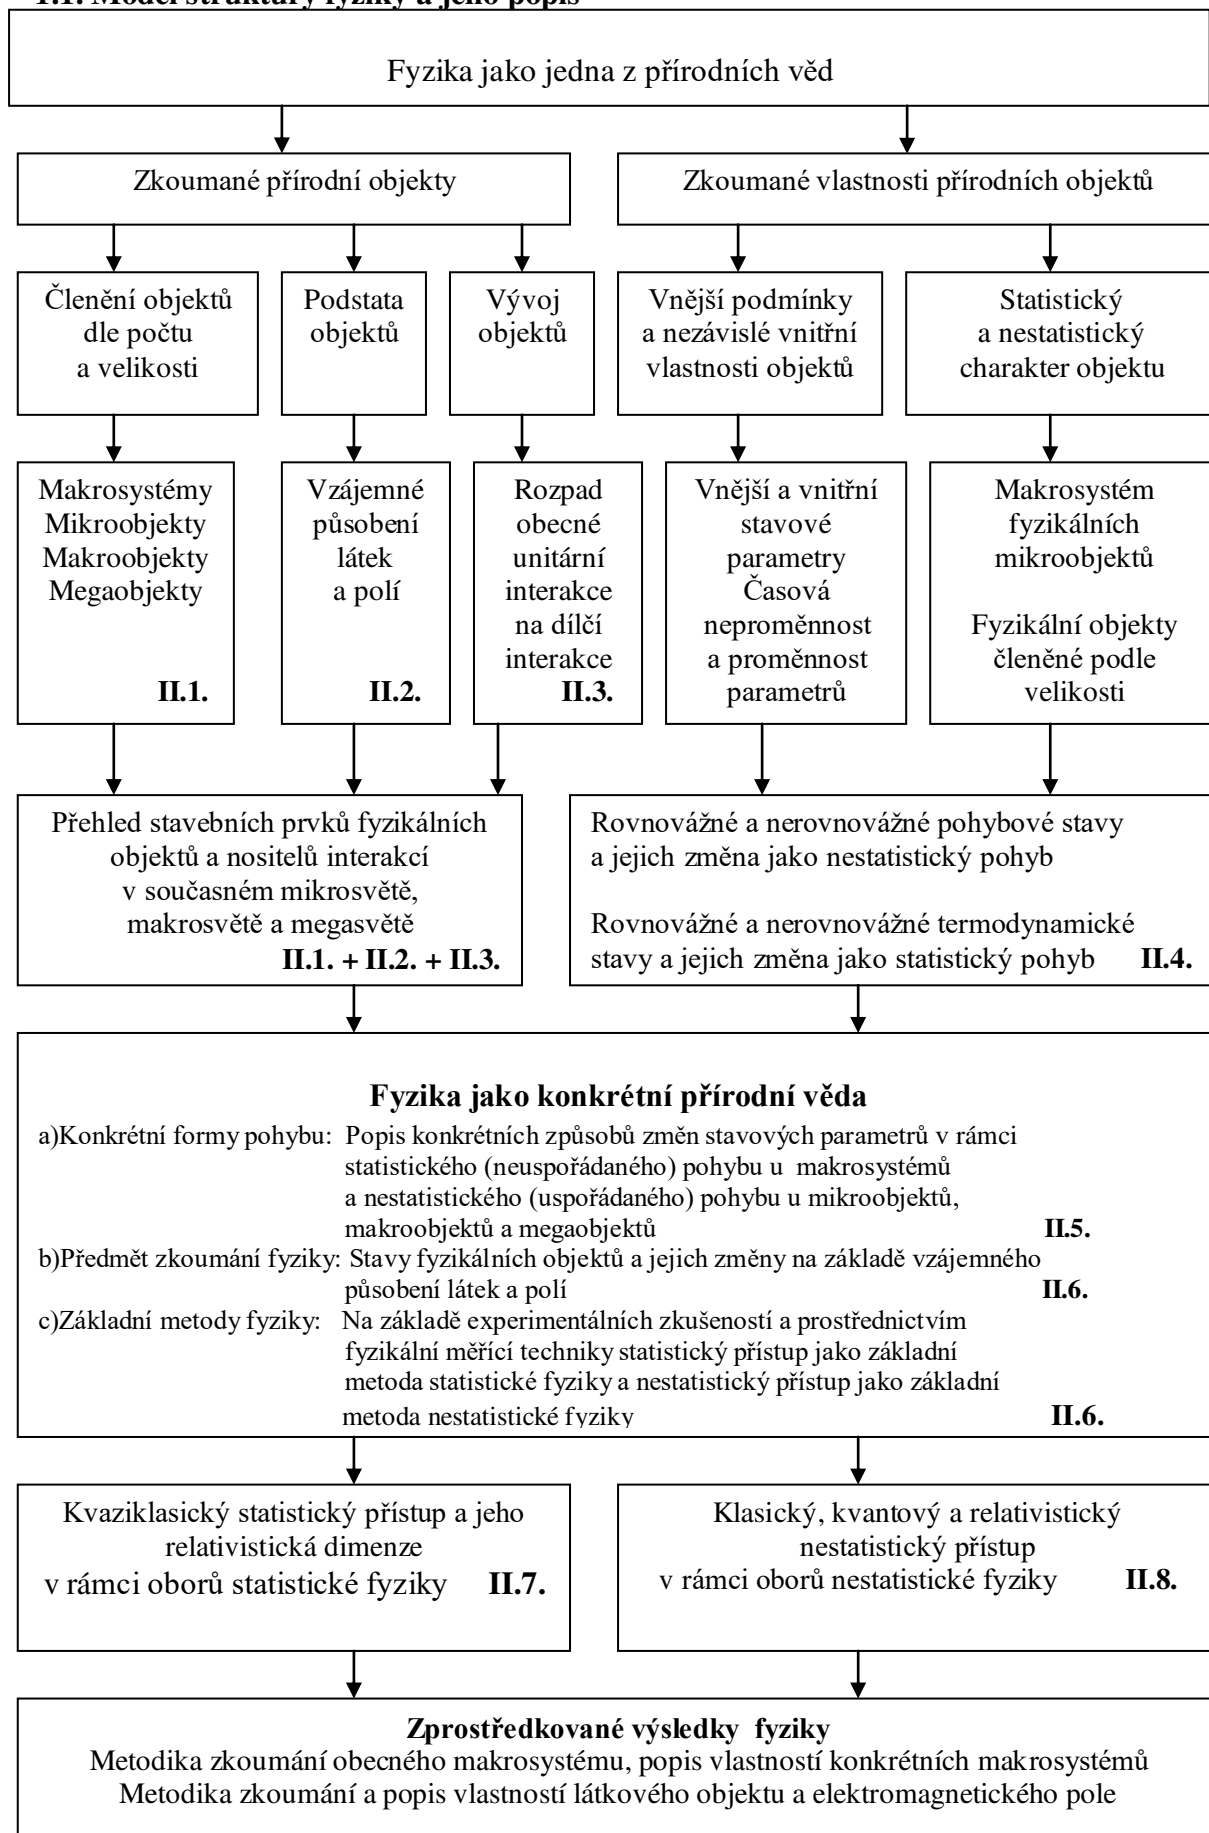 1.1. Model struktury fyziky a jeho popis
Fyzika jako jedna z přírodních věd
Zkoumané přírodní objekty
Zkoumané vlastnosti přírodních objektů
Členění objektů
dle počtu
a velikosti
Podstata
objektů
Vývoj
objektů
Vnější podmínky
a nezávislé vnitřní
vlastnosti objektů
Statistický
a nestatistický
charakter objektu
Makrosystémy
Mikroobjekty
Makroobjekty
Megaobjekty
II.1.
Vzájemné
působení
látek
a polí
II.2.
Rozpad
obecné
unitární
interakce
na dílčí
interakce
II.3.
Vnější a vnitřní
stavové
parametry
Časová
neproměnnost
a proměnnost
parametrů
Makrosystém
fyzikálních
mikroobjektů
Fyzikální objekty
členěné podle
velikosti
Přehled stavebních prvků fyzikálních
objektů a nositelů interakcí
v současném mikrosvětě,
makrosvětě a megasvětě
II.1. + II.2. + II.3.
Rovnovážné a nerovnovážné pohybové stavy
a jejich změna jako nestatistický pohyb
Rovnovážné a nerovnovážné termodynamické
stavy a jejich změna jako statistický pohyb II.4.
Fyzika jako konkrétní přírodní věda
a)Konkrétní formy pohybu: Popis konkrétních způsobů změn stavových parametrů v rámci
statistického (neuspořádaného) pohybu u makrosystémů
a nestatistického (uspořádaného) pohybu u mikroobjektů,
makroobjektů a megaobjektů II.5.
b)Předmět zkoumání fyziky: Stavy fyzikálních objektů a jejich změny na základě vzájemného
působení látek a polí II.6.
c)Základní metody fyziky: Na základě experimentálních zkušeností a prostřednictvím
fyzikální měřící techniky statistický přístup jako základní
metoda statistické fyziky a nestatistický přístup jako základní
metoda nestatistické fyziky II.6.
Kvaziklasický statistický přístup a jeho
relativistická dimenze
v rámci oborů statistické fyziky II.7.
Klasický, kvantový a relativistický
nestatistický přístup
v rámci oborů nestatistické fyziky II.8.
Zprostředkované výsledky fyziky
Metodika zkoumání obecného makrosystému, popis vlastností konkrétních makrosystémů
Metodika zkoumání a popis vlastností látkového objektu a elektromagnetického pole